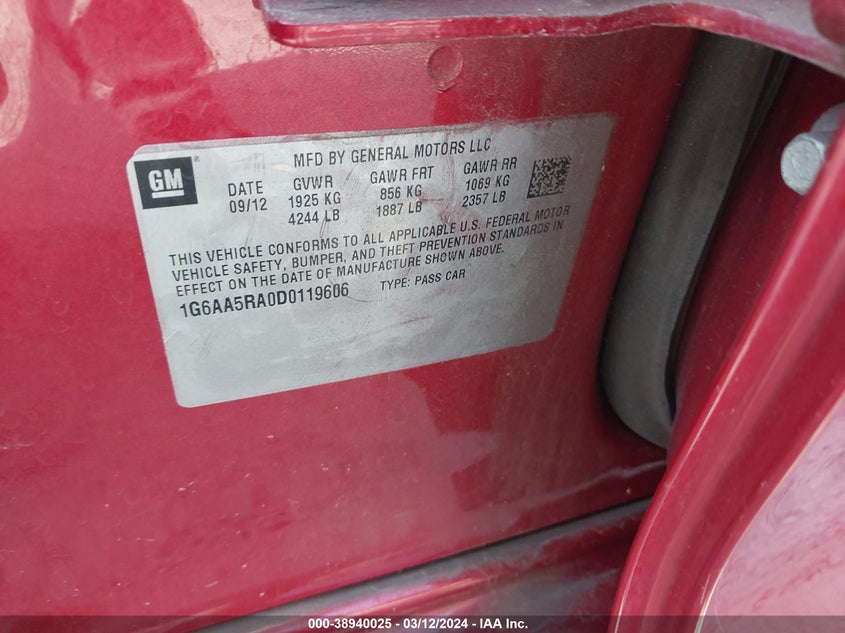 GM ®
MFD BY GENERAL MOTORS LLC
DATE GVWR GAWR FRT GAWR RR
09/12 1925 KG 856 KG 1069 KG
4244 LB 1887 LB 2357 LB
THIS VEHICLE CONFORMS TO ALL APPLICABLE U.S. FEDERAL MOTOR
VEHICLE SAFETY, BUMPER, AND THEFT PREVENTION STANDARDS IN
EFFECT ON THE DATE OF MANUFACTURE SHOWN ABOVE.
1G6AA5RA0D0119606 TYPE: PASS CAR
000-38940025 - 03/12/2024 - IAA Inc.